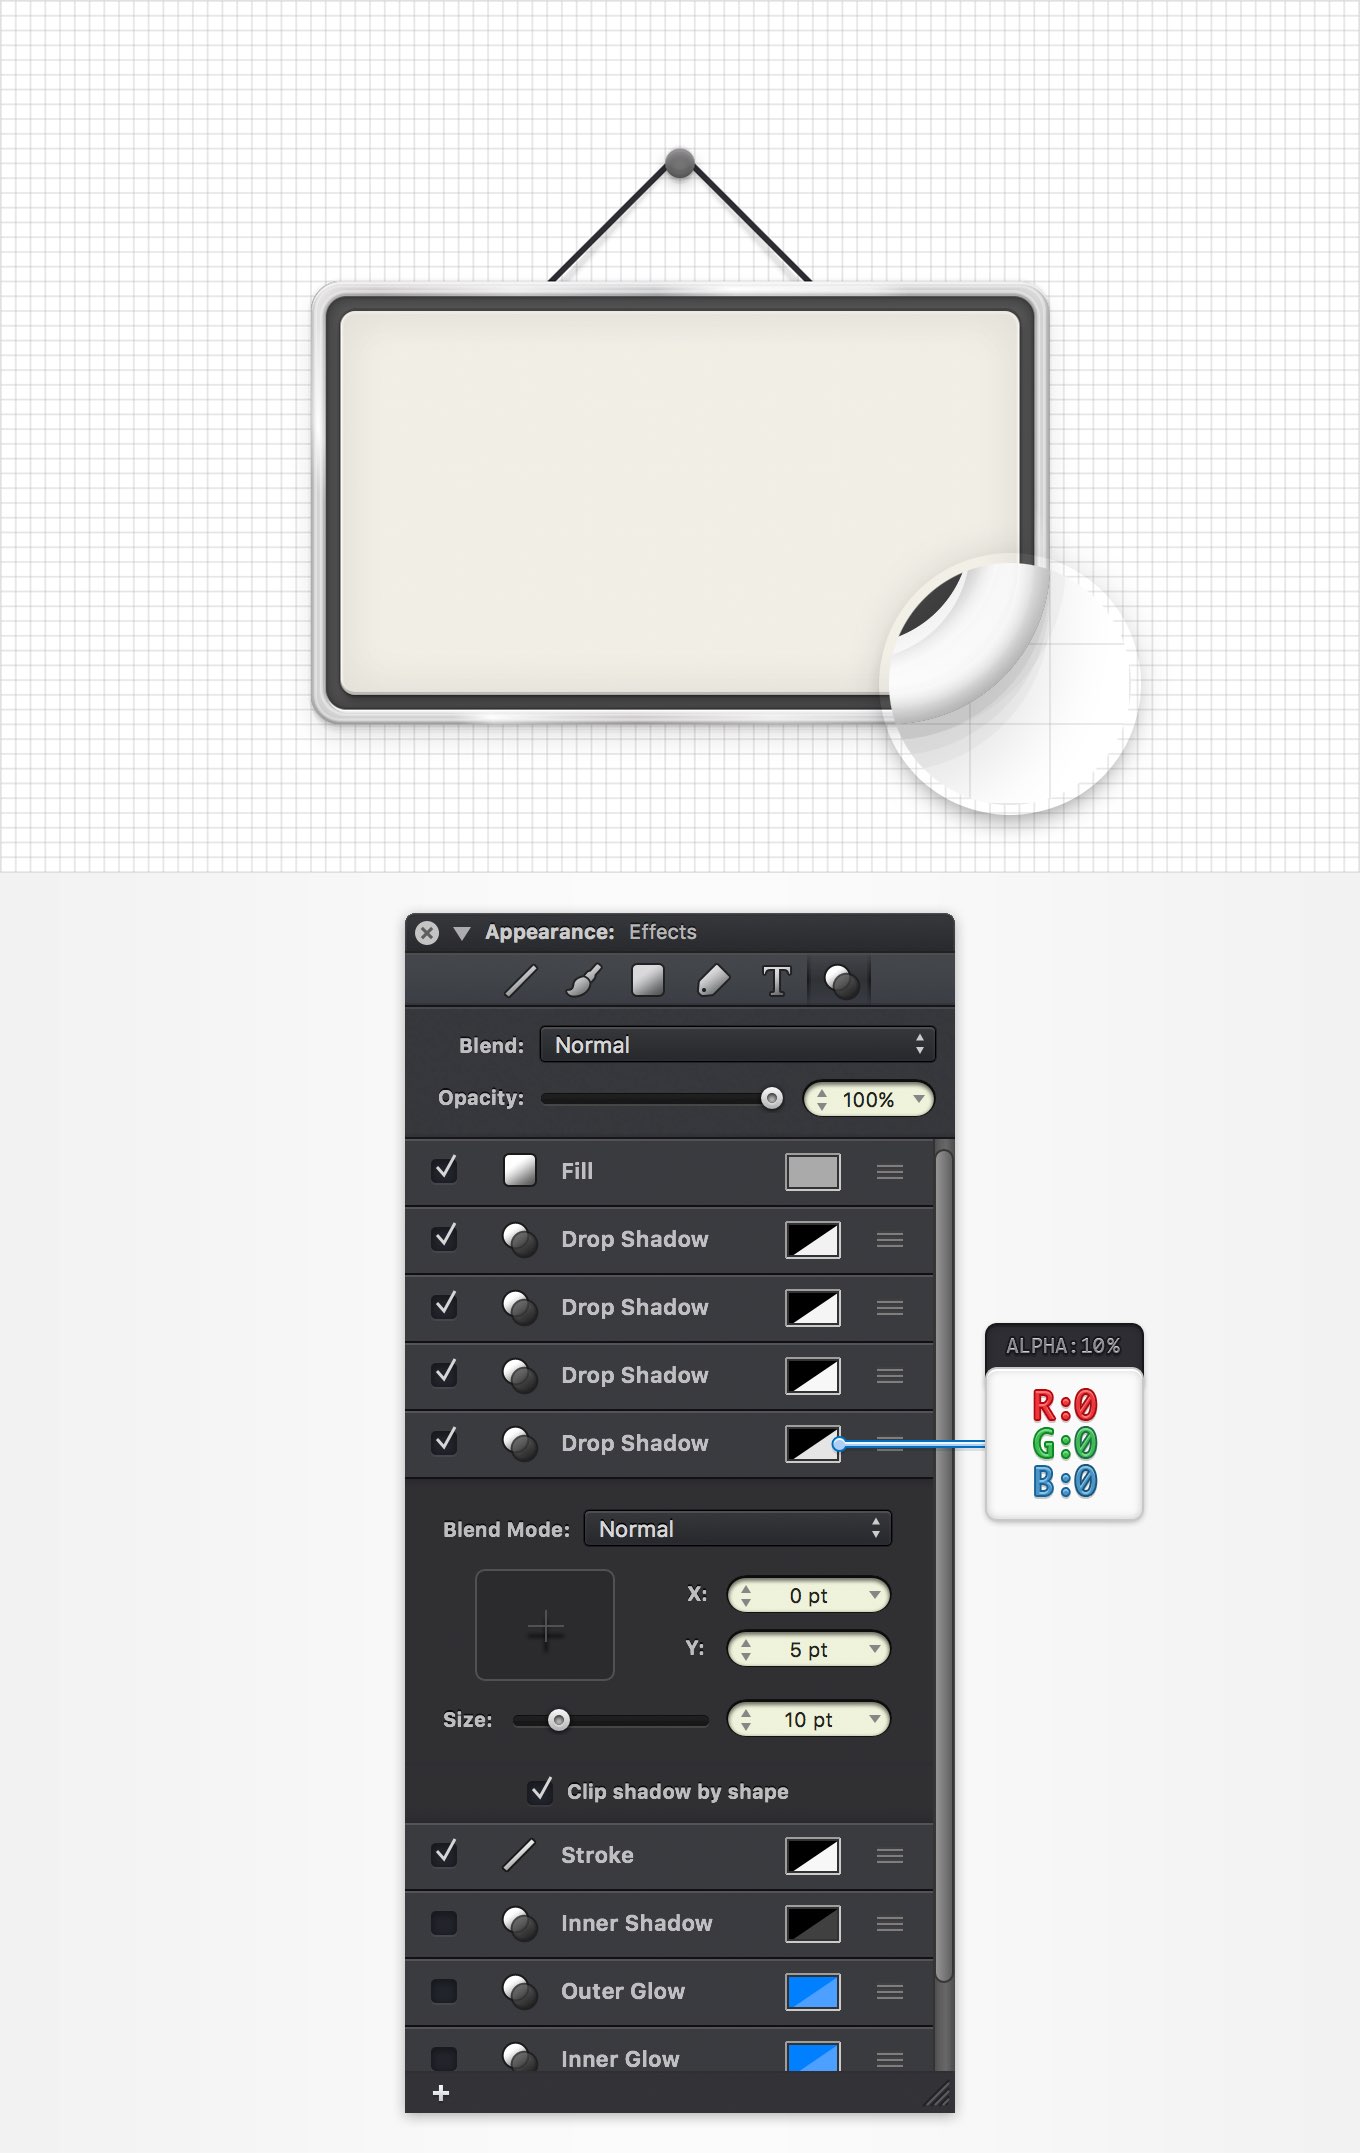 Appearance: Effects
T
Blend: Normal
Opacity: 100%
Fill
Drop Shadow
Drop Shadow
Drop Shadow
Drop Shadow
ALPHA:10%
R:0
G:0
B:0
Blend Mode: Normal
X: 0 pt
Y: 5 pt
Size: 10 pt
Clip shadow by shape
Stroke
Inner Shadow
Outer Glow
Inner Glow